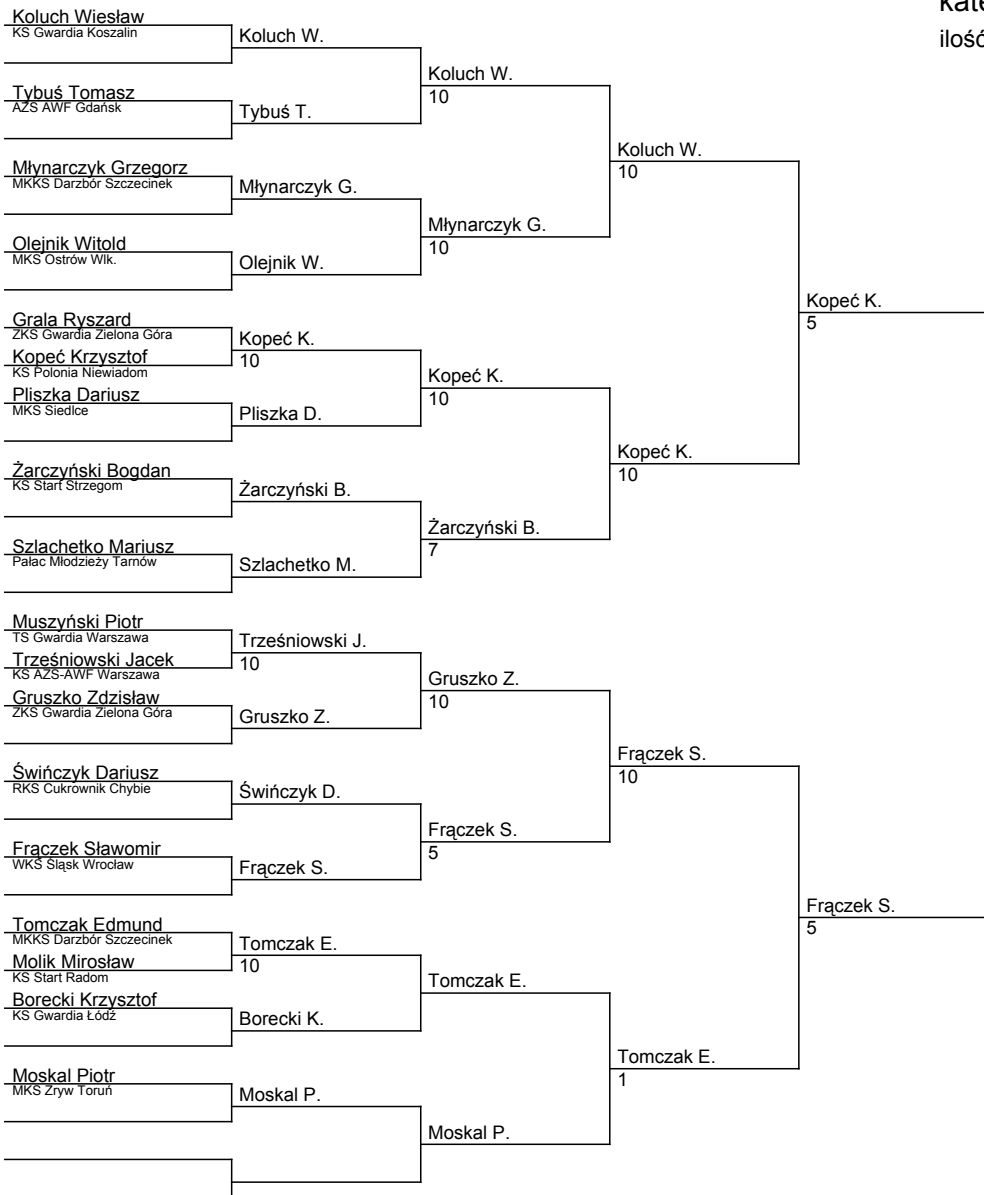 Koluch Wiesław
KS Gwardia Koszalin
Tybuś Tomasz
AZS AWF Gdańsk
Młynarczyk Grzegorz
MKKS Darzbór Szczecinek
Olejnik Witold
MKS Ostrów Wlk.
Grala Ryszard
ZKS Gwardia Zielona Góra
Kopeć Krzysztof
KS Polonia Niewiadom
Pliszka Dariusz
MKS Siedlce
Żarczyński Bogdan
KS Start Strzegom
Szlachetko Mariusz
Pałac Młodzieży Tarnów
Muszyński Piotr
TS Gwardia Warszawa
Trześniowski Jacek
KS AZS-AWF Warszawa
Gruszko Zdzisław
ZKS Gwardia Zielona Góra
Świńczyk Dariusz
RKS Cukrownik Chybie
Frączek Sławomir
WKS Śląsk Wrocław
Tomczak Edmund
MKKS Darzbór Szczecinek
Molik Mirosław
KS Start Radom
Borecki Krzysztof
KS Gwardia Łódź
Moskal Piotr
MKS Zryw Toruń
Koluch W.
Tybuś T.
Młynarczyk G.
Olejnik W.
Kopeć K.
10
Pliszka D.
Żarczyński B.
Szlachetko M.
Trześniowski J.
10
Gruszko Z.
Świńczyk D.
Frączek S.
Tomczak E.
10
Borecki K.
Moskal P.
Koluch W.
10
Młynarczyk G.
10
Kopeć K.
10
Żarczyński B.
7
Gruszko Z.
10
Frączek S.
5
Tomczak E.
Moskal P.
Koluch W.
10
Kopeć K.
10
Frączek S.
10
Tomczak E.
1
Kopeć K.
5
Frączek S.
5
kate
ilość